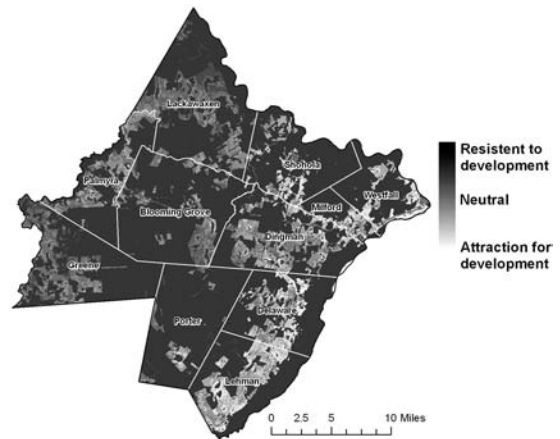 Lackawaxen
Shohola
Palmyra
Westfall
Milford
Blooming Grove
Dingman
Greene
Delaware
Porter
Lehman
Resistent to
development
Neutral
Attraction for
development
0 2.5 5 10 Miles